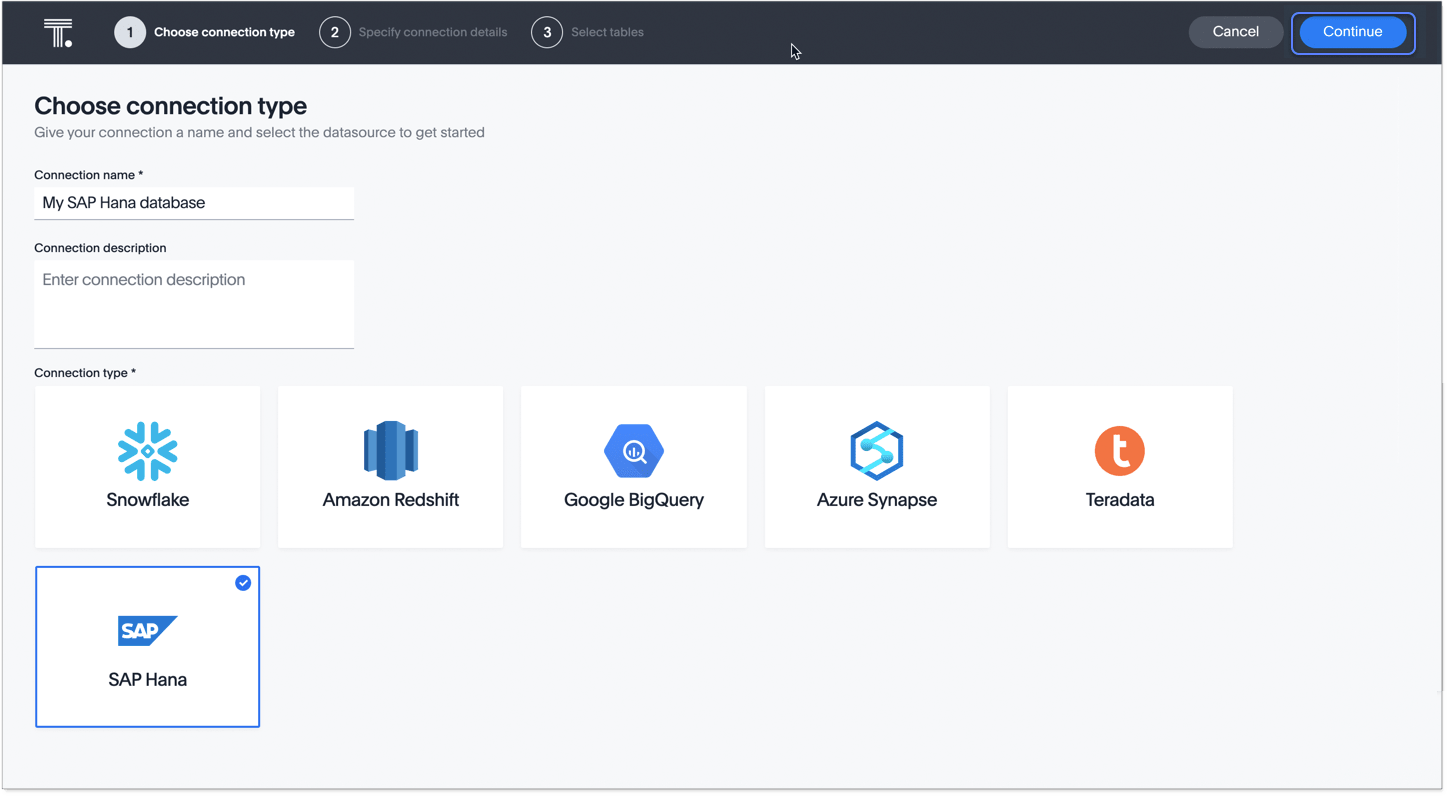 T.
1 Choose connection type 2 Specify connection details 3 Select tables Cancel Continue
Choose connection type
Give your connection a name and select the datasource to get started
Connection name *
My SAP Hana database
Connection description
Enter connection description
Connection type *
Snowflake Amazon Redshift Google BigQuery Azure Synapse t Teradata
SAP
SAP Hana